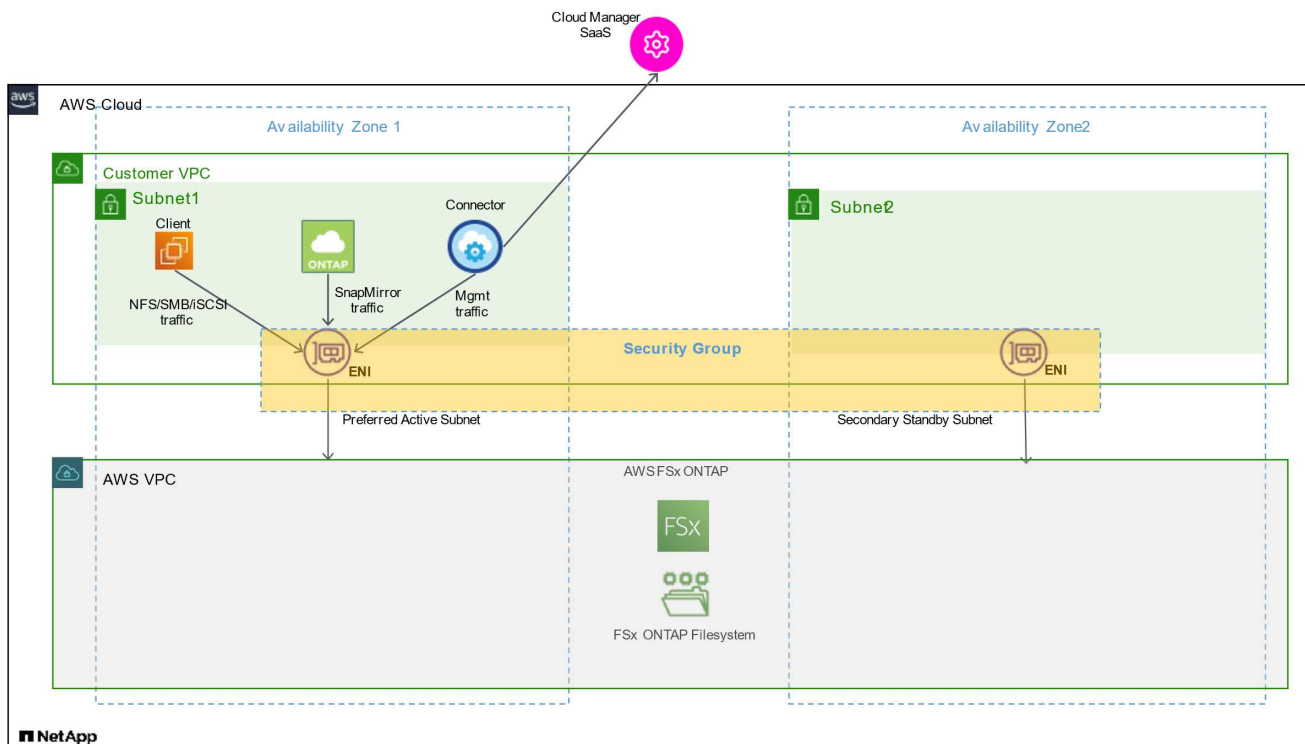 Cloud Manager
SaaS
aws
AWS Cloud
Availability Zone 1
Availability Zone2
Customer VPC
Subnet1
Subnet2
Client
ONTAP
Connector
NFS/SMB/iSCSI
traffic
SnapMirror
traffic
Mgmt
traffic
Security Group
ENI
ENI
Preferred Active Subnet
Secondary Standby Subnet
AWS VPC
AWS FSx ONTAP
FSx
FSx ONTAP Filesystem
NetApp